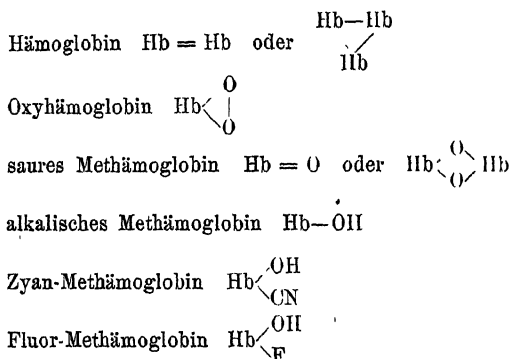 Hämoglobin Hb = Hb oder Hb—Hb
Hb
Oxyhämoglobin Hb O
O
saures Methämoglobin Hb = O oder Hb O O Hb
alkalisches Methämoglobin Hb—OH
Zyan-Methämoglobin Hb OH
CN
Fluor-Methämoglobin Hb OH
F